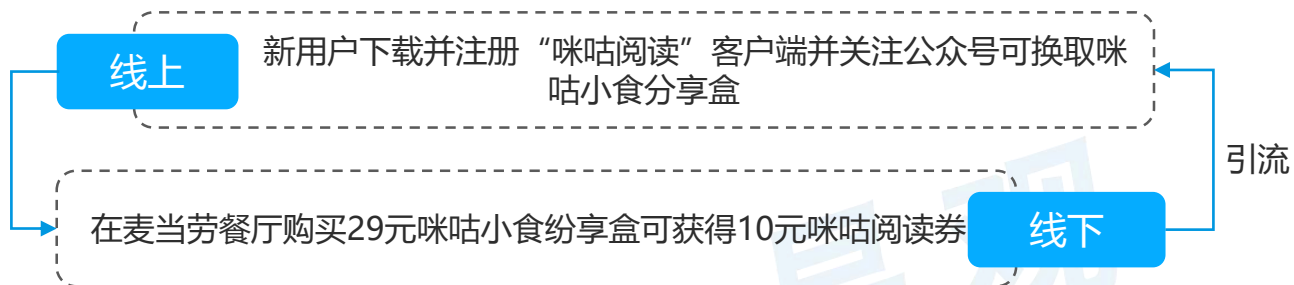 线上
新用户下载并注册“咪咕阅读”客户端并关注公众号可换取咪
咕小食分享盒
引流
在麦当劳餐厅购买29元咪咕小食纷享盒可获得10元咪咕阅读券
线下